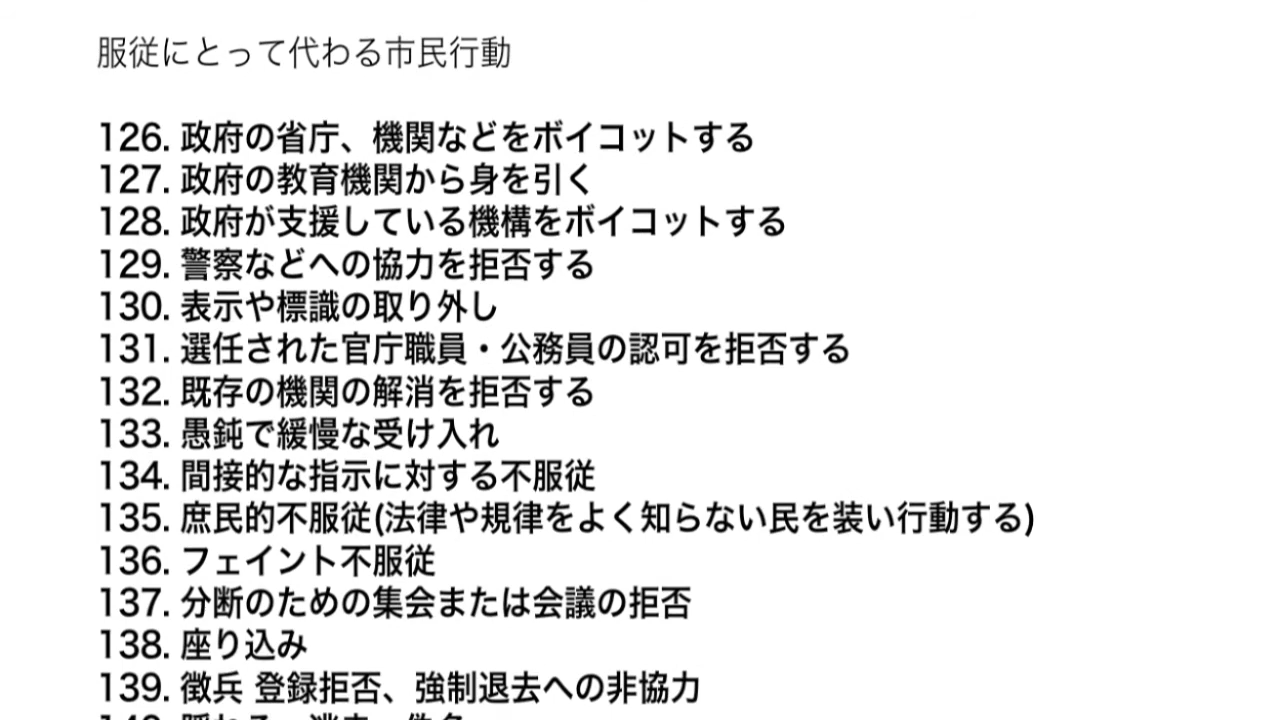 服従にとって代わる市民行動
126. 政府の省庁、機関などをボイコットする
127. 政府の教育機関から身を引く
128. 政府が支援している機構をボイコットする
129. 警察などへの協力を拒否する
130. 表示や標識の取り外し
131. 選任された官庁職員・公務員の認可を拒否する
132. 既存の機関の解消を拒否する
133. 愚鈍で緩慢な受け入れ
134. 間接的な指示に対する不服従
135. 庶民的不服従(法律や規律をよく知らない民を装い行動する)
136. フェイント不服従
137. 分断のための集会または会議の拒否
138. 座り込み
139. 徴兵 登録拒否、強制退去への非協力